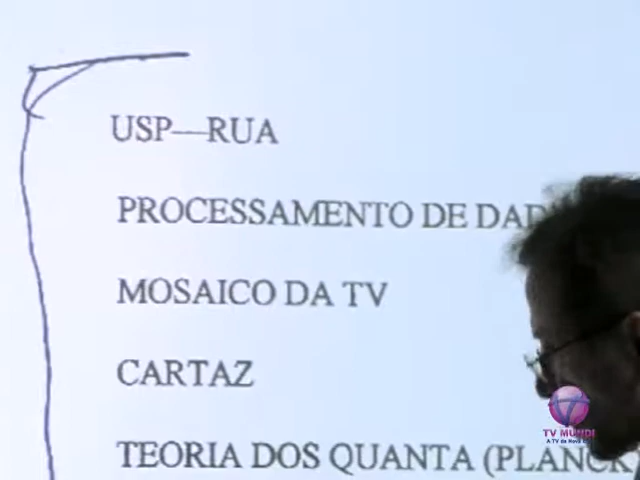 USP—RUA
PROCESSAMENTO DE
MOSAICO DA TV
CARTAZ
TEORIA DOS QUANTA (PLANCK)
TV MUNDI